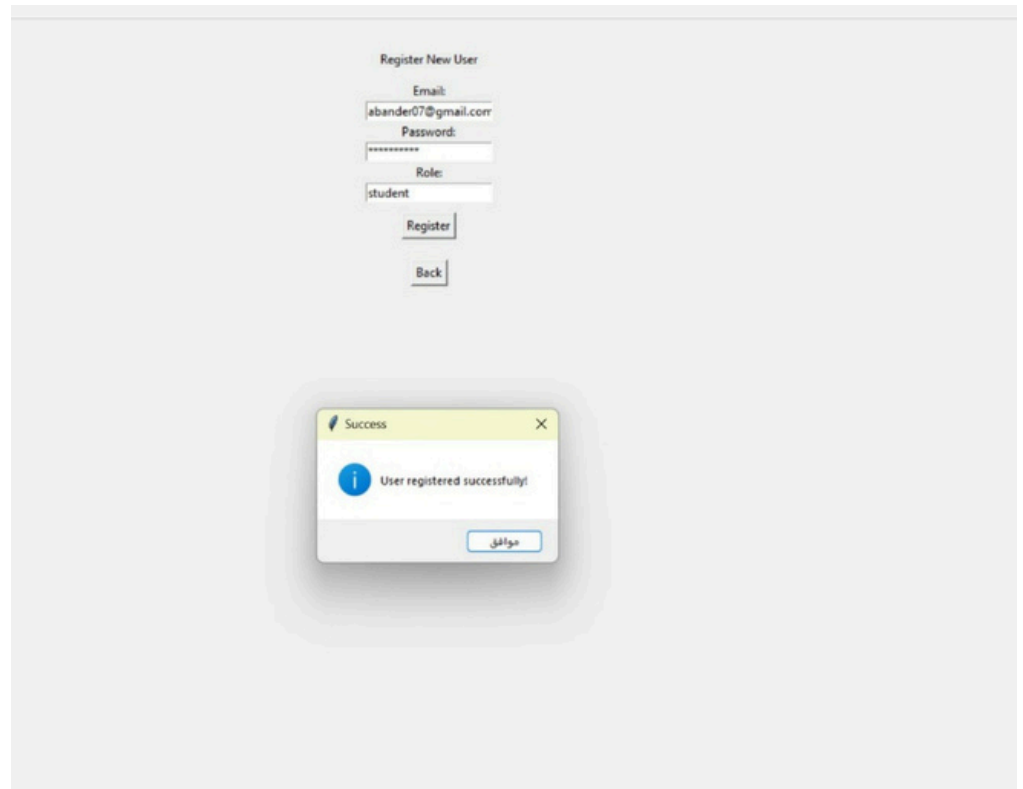 Register New User
Email:
abander07@gmail.com
Password:
**********
Role:
student
Register
Back
Success
User registered successfully!
موافق